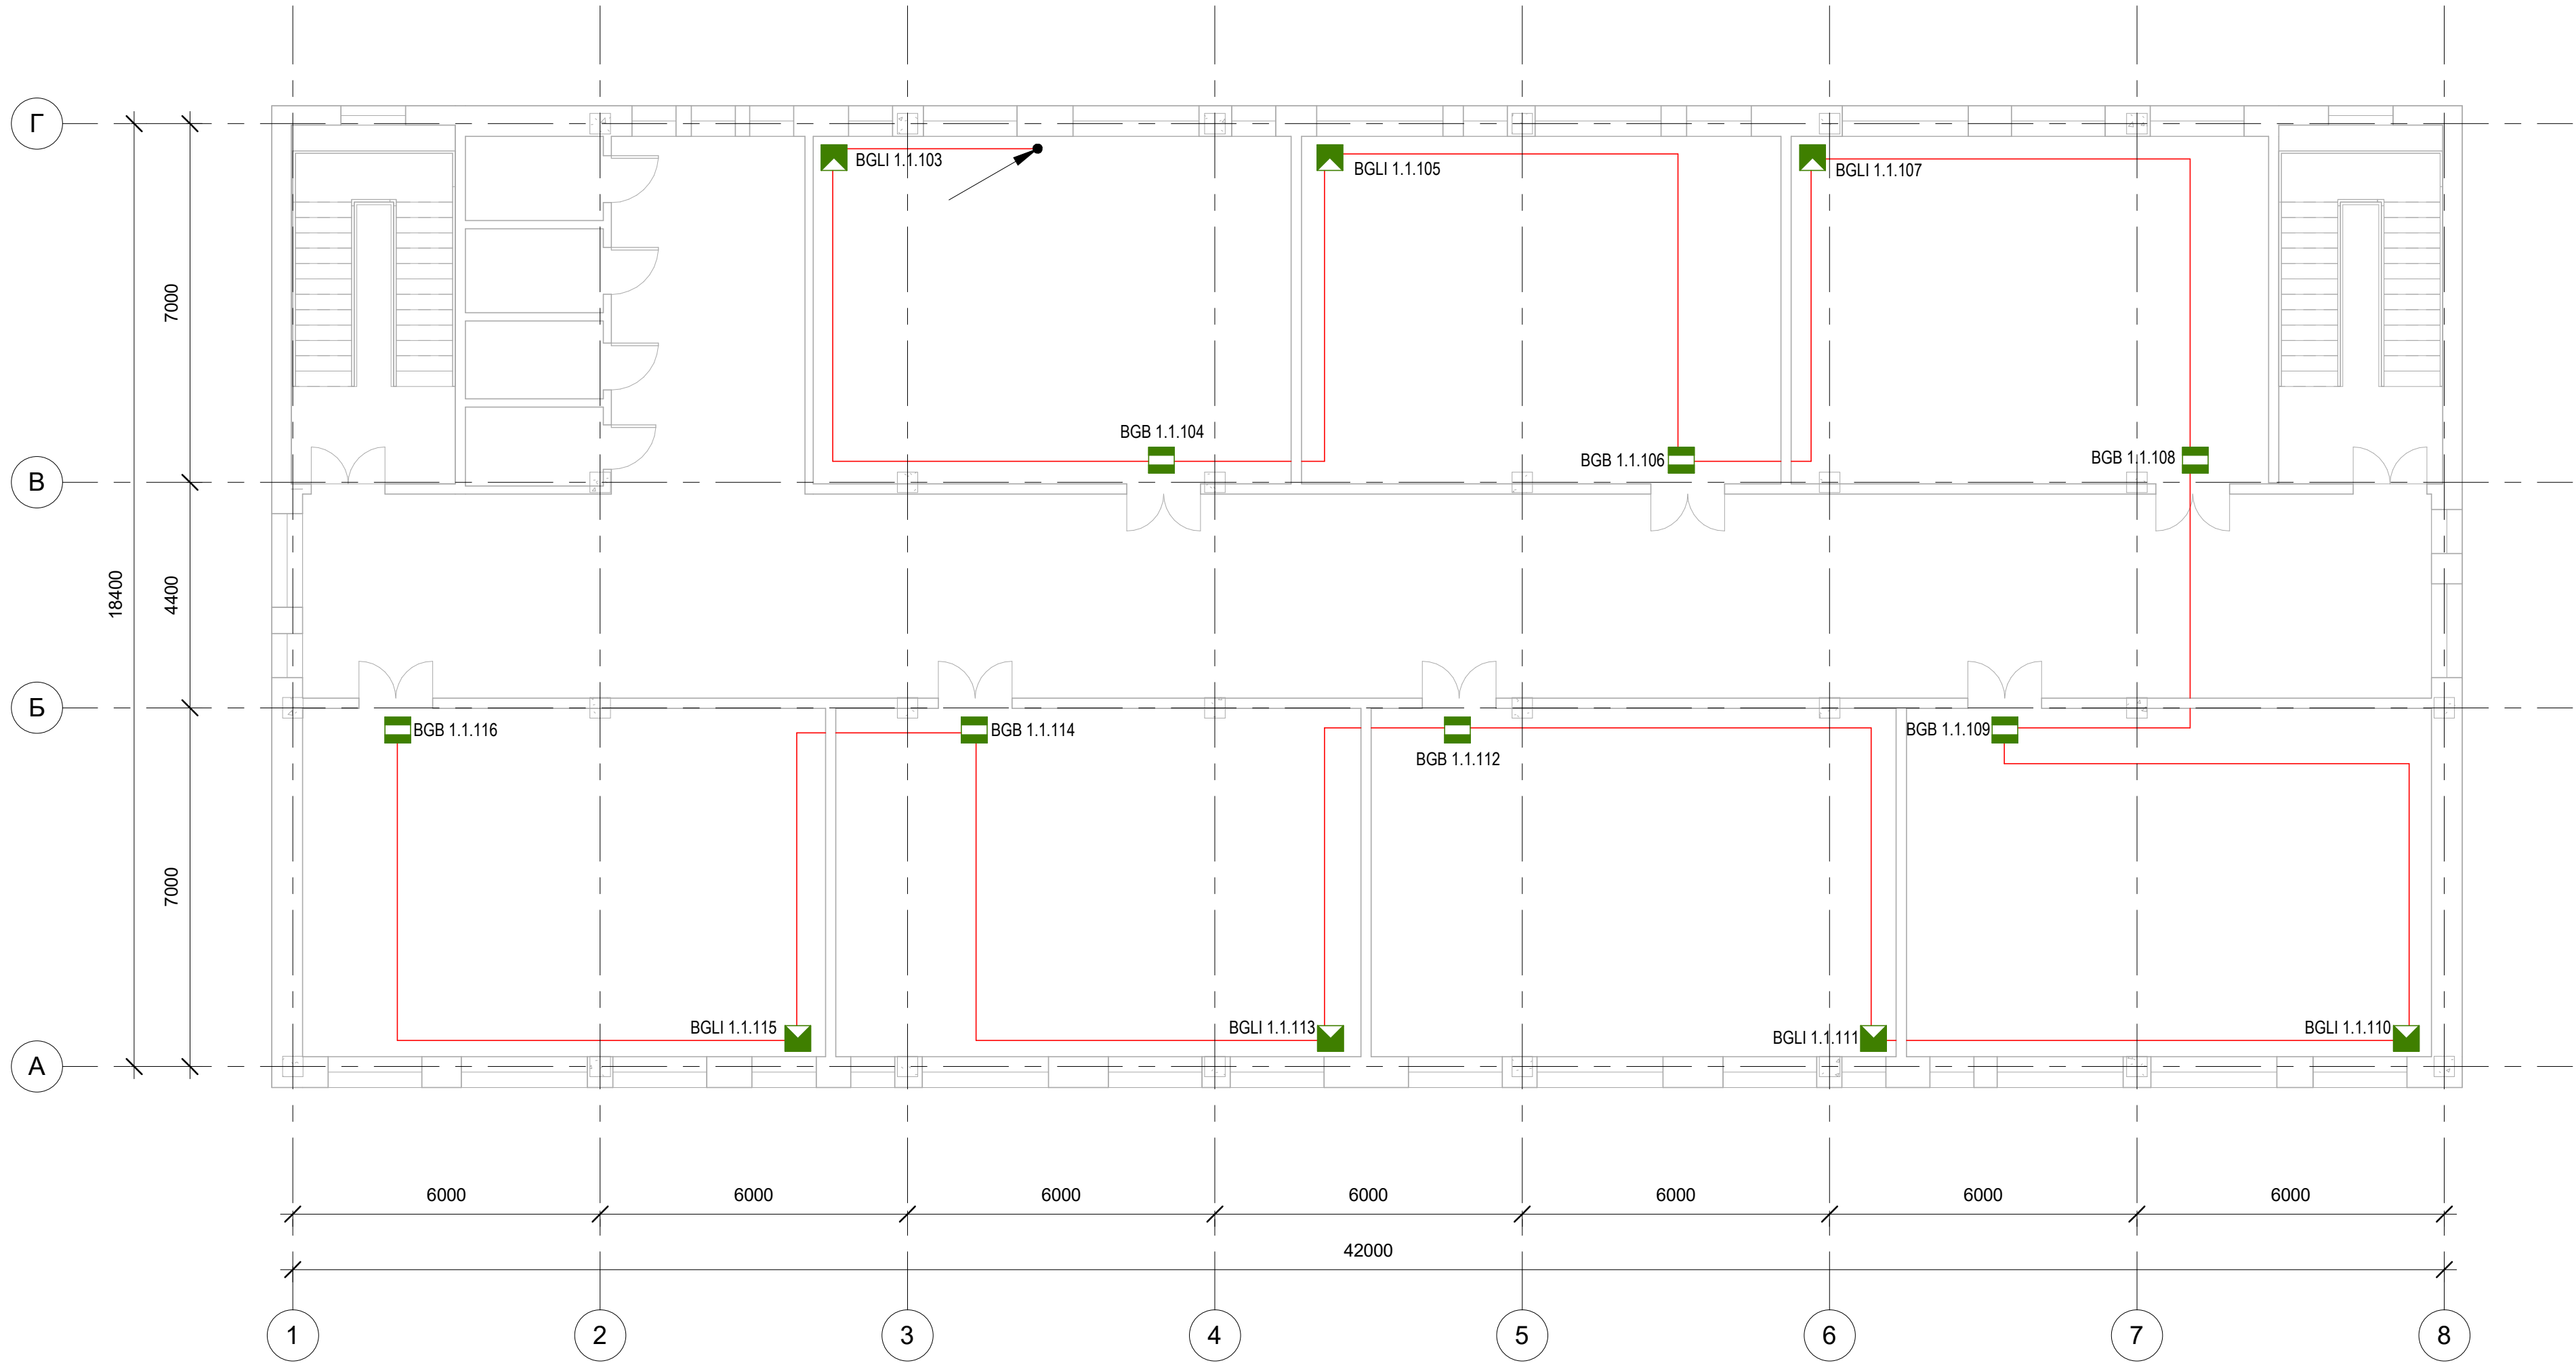 Г
BGLI 1.1.103
BGLI 1.1.105
BGLI 1.1.107
7000
BGB 1.1.104
BGB 1.1.106
BGB 1.1.108
В
18400
4400
Б
BGB 1.1.116
BGB 1.1.114
BGB 1.1.112
BGB 1.1.109
7000
BGLI 1.1.115
BGLI 1.1.113
BGLI 1.1.111
BGLI 1.1.110
А
6000
6000
6000
6000
6000
6000
6000
42000
1
2
3
4
5
6
7
8